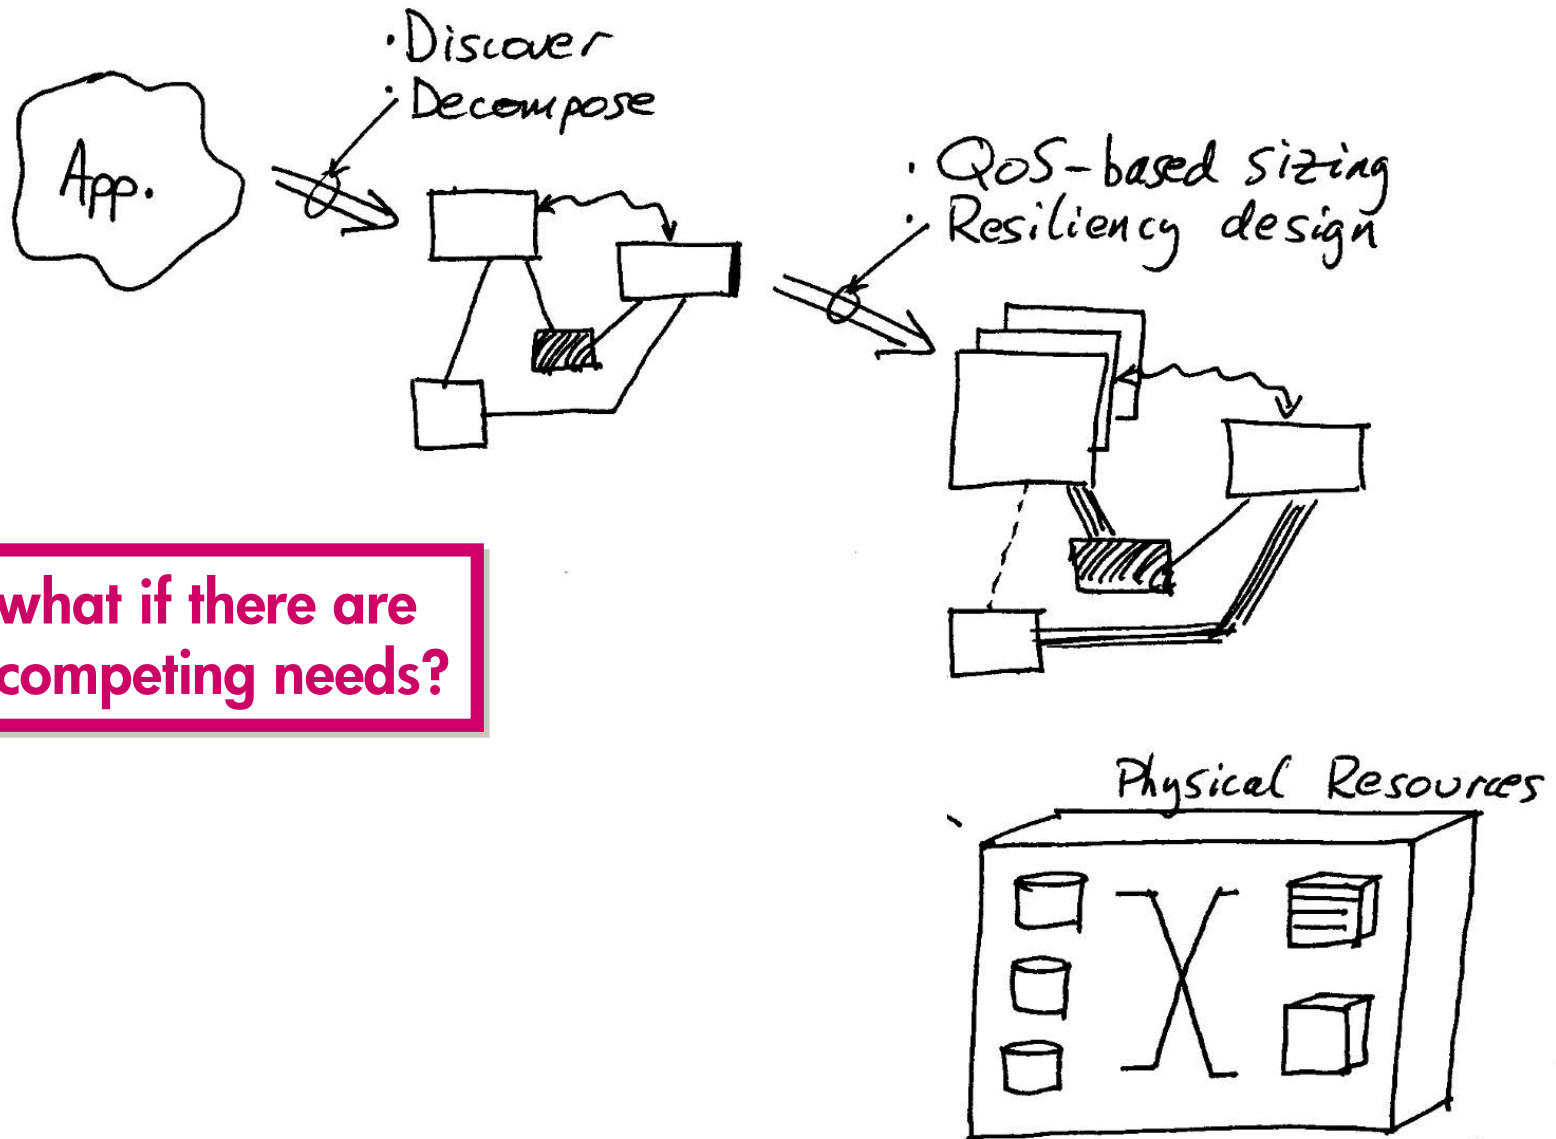 ·Discover
·Decompose
App.
· QoS-based sizing
· Resiliency design
what if there are
competing needs?
Physical Resources